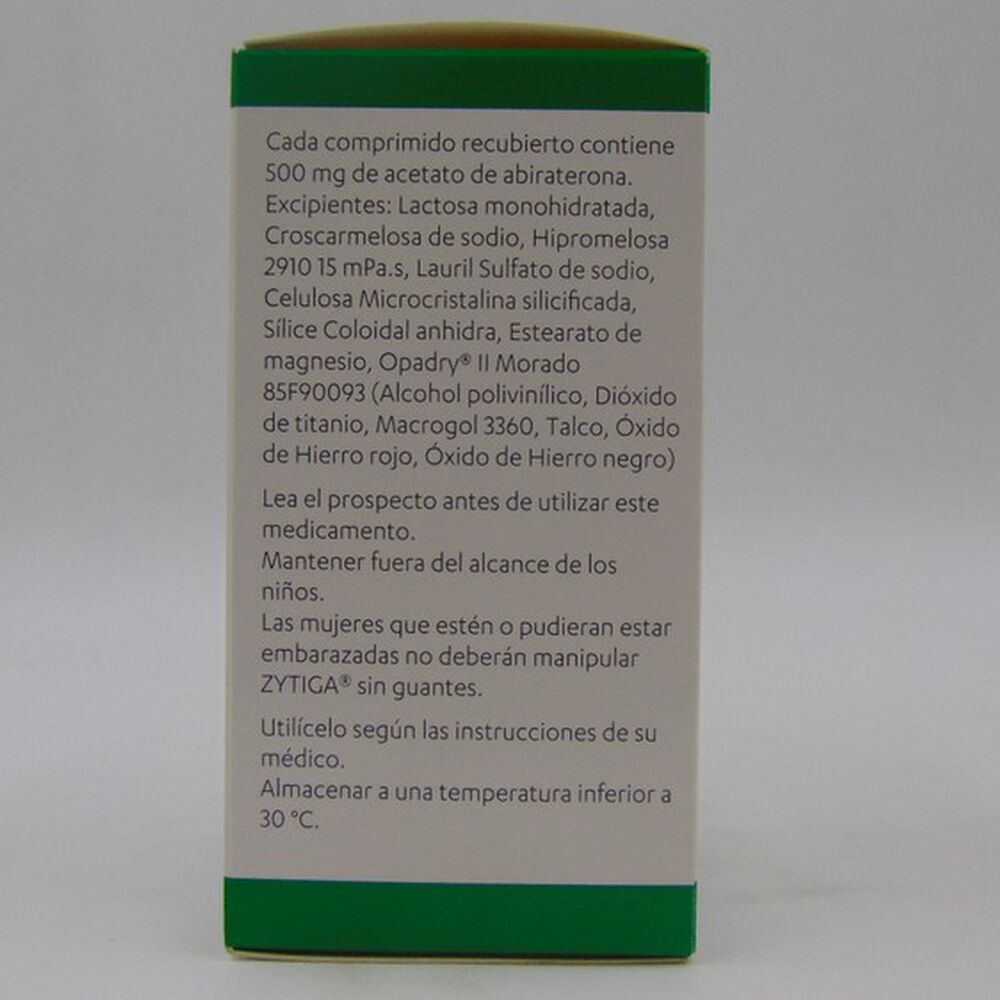 Cada comprimido recubierto contiene
500 mg de acetato de abiraterona.
Excipientes: Lactosa monohidratada,
Croscarmelosa de sodio, Hipromelosa
2910 15 mPa.s, Lauril Sulfato de sodio,
Celulosa Microcristalina silicificada,
Sílice Coloidal anhidra, Estearato de
magnesio, Opadry® II Morado
85F90093 (Alcohol polivinílico, Dióxido
de titanio, Macrogol 3360, Talco, Óxido
de Hierro rojo, Óxido de Hierro negro)
Lea el prospecto antes de utilizar este
medicamento.
Mantener fuera del alcance de los
niños.
Las mujeres que estén o pudieran estar
embarazadas no deberán manipular
ZYTIGA® sin guantes.
Utilícelo según las instrucciones de su
médico.
Almacenar a una temperatura inferior a
30 °C.